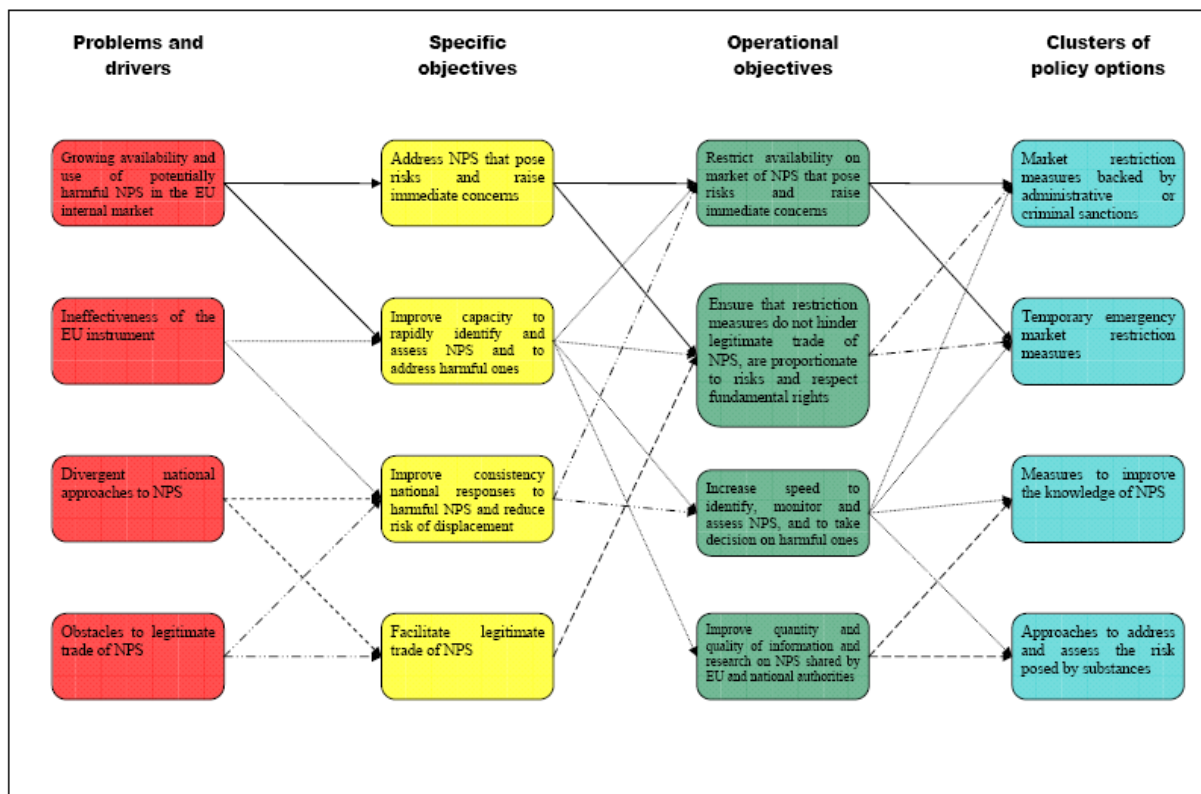 Problems and
drivers
Specific
objectives
Operational
objectives
Clusters of
policy options
Growing availability and
use of potentially
harmful NPS in the EU
internal market
Address NPS that pose
risks and raise
immediate concerns
Restrict availability on
market of NPS that pose
risks and raise
immediate concerns
Market restriction
measures backed by
administrative or
criminal sanctions
Ineffectiveness of the
EU instrument
Improve capacity to
rapidly identify and
assess NPS and to
address harmful ones
Ensure that restriction
measures do not hinder
legitimate trade of
NPS, are proportionate
to risks and respect
fundamental rights
Temporary emergency
market restriction
measures
Divergent national
approaches to NPS
Improve consistency
national responses to
harmful NPS and reduce
risk of displacement
Increase speed to
identify, monitor and
assess NPS, and to take
decision on harmful ones
Measures to improve
the knowledge of NPS
Obstacles to legitimate
trade of NPS
Facilitate legitimate
trade of NPS
Improve quantity and
quality of information and
research on NPS shared by
EU and national authorities
Approaches to address
and assess the risk
posed by substances